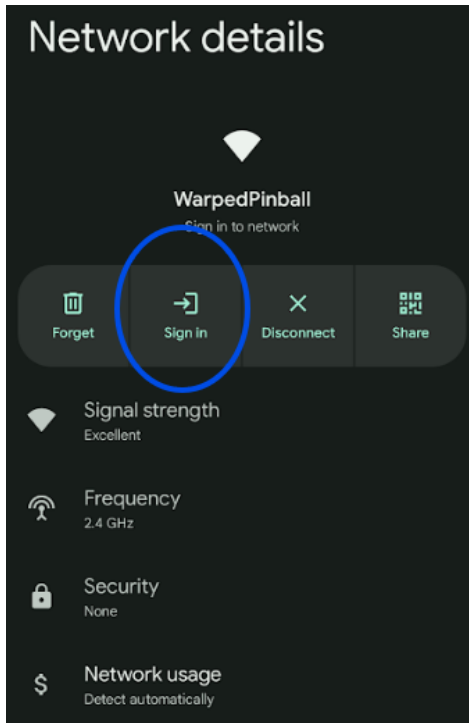 Network details
WarpedPinball
Sign in to network
Forget
Sign in
Disconnect
Share
Signal strength
Excellent
Frequency
2.4 GHz
Security
None
$
Network usage
Detect automatically